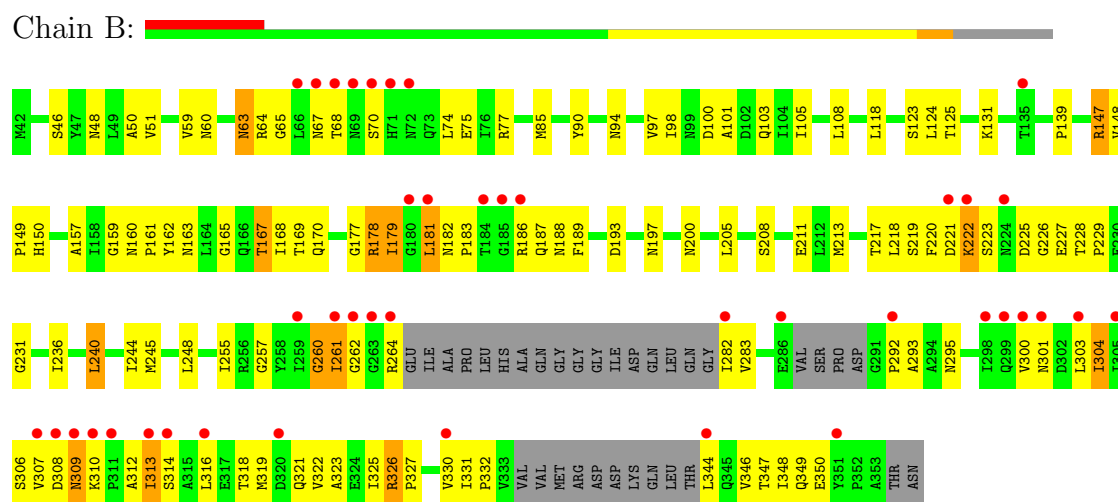 Chain B:
M42 S46 Y47 N48 L49 A50 V51 V59 N60 N63 R64 G65 L66 N67 T68 N69 S70 H71 N72 Q73 L74 E75 I76 R77 M85 Y90 N94 V97 I98 N99 D100 A101 D102 Q103 I104 I105 L108 L118 S123 L124 T125 K131 T135 P139 R147
P149 H150 A157 I158 G159 N160 P161 Y162 N163 L164 G165 Q166 T167 I168 T169 Q170 G177 R178 I179 G180 L181 N182 P183 T184 G185 R186 Q187 N188 F189 D193 N197 N200 L205 S208 E211 L212 M213 T217 L218 S219 F220 D221 K222 S223 N224 D225 G226 E227 T228 P229
G231 I236 L240 I244 M245 L248 I255 R256 G257 Y258 I259 G260 I261 G262 G263 R264 GLU ILE ALA PRO LEU HIS ALA GLN GLY GLY GLY ILE ASP GLN LEU GLN GLY I282 V283 E286 VAL SER PRO ASP G291 P292 A293 A294 N295 I298 Q299 V300 N301 D302 L303 I304
S306 V307 D308 N309 K310 P311 A312 I313 S314 A315 L316 E317 T318 M319 D320 Q321 V322 A323 E324 I325 R326 P327 V330 I331 P332 V333 VAL VAL MET ARG ASP ASP LYS GLN LEU THR L344 Q345 V346 T347 I348 Q349 E350 Y351 P352 A353 THR ASN